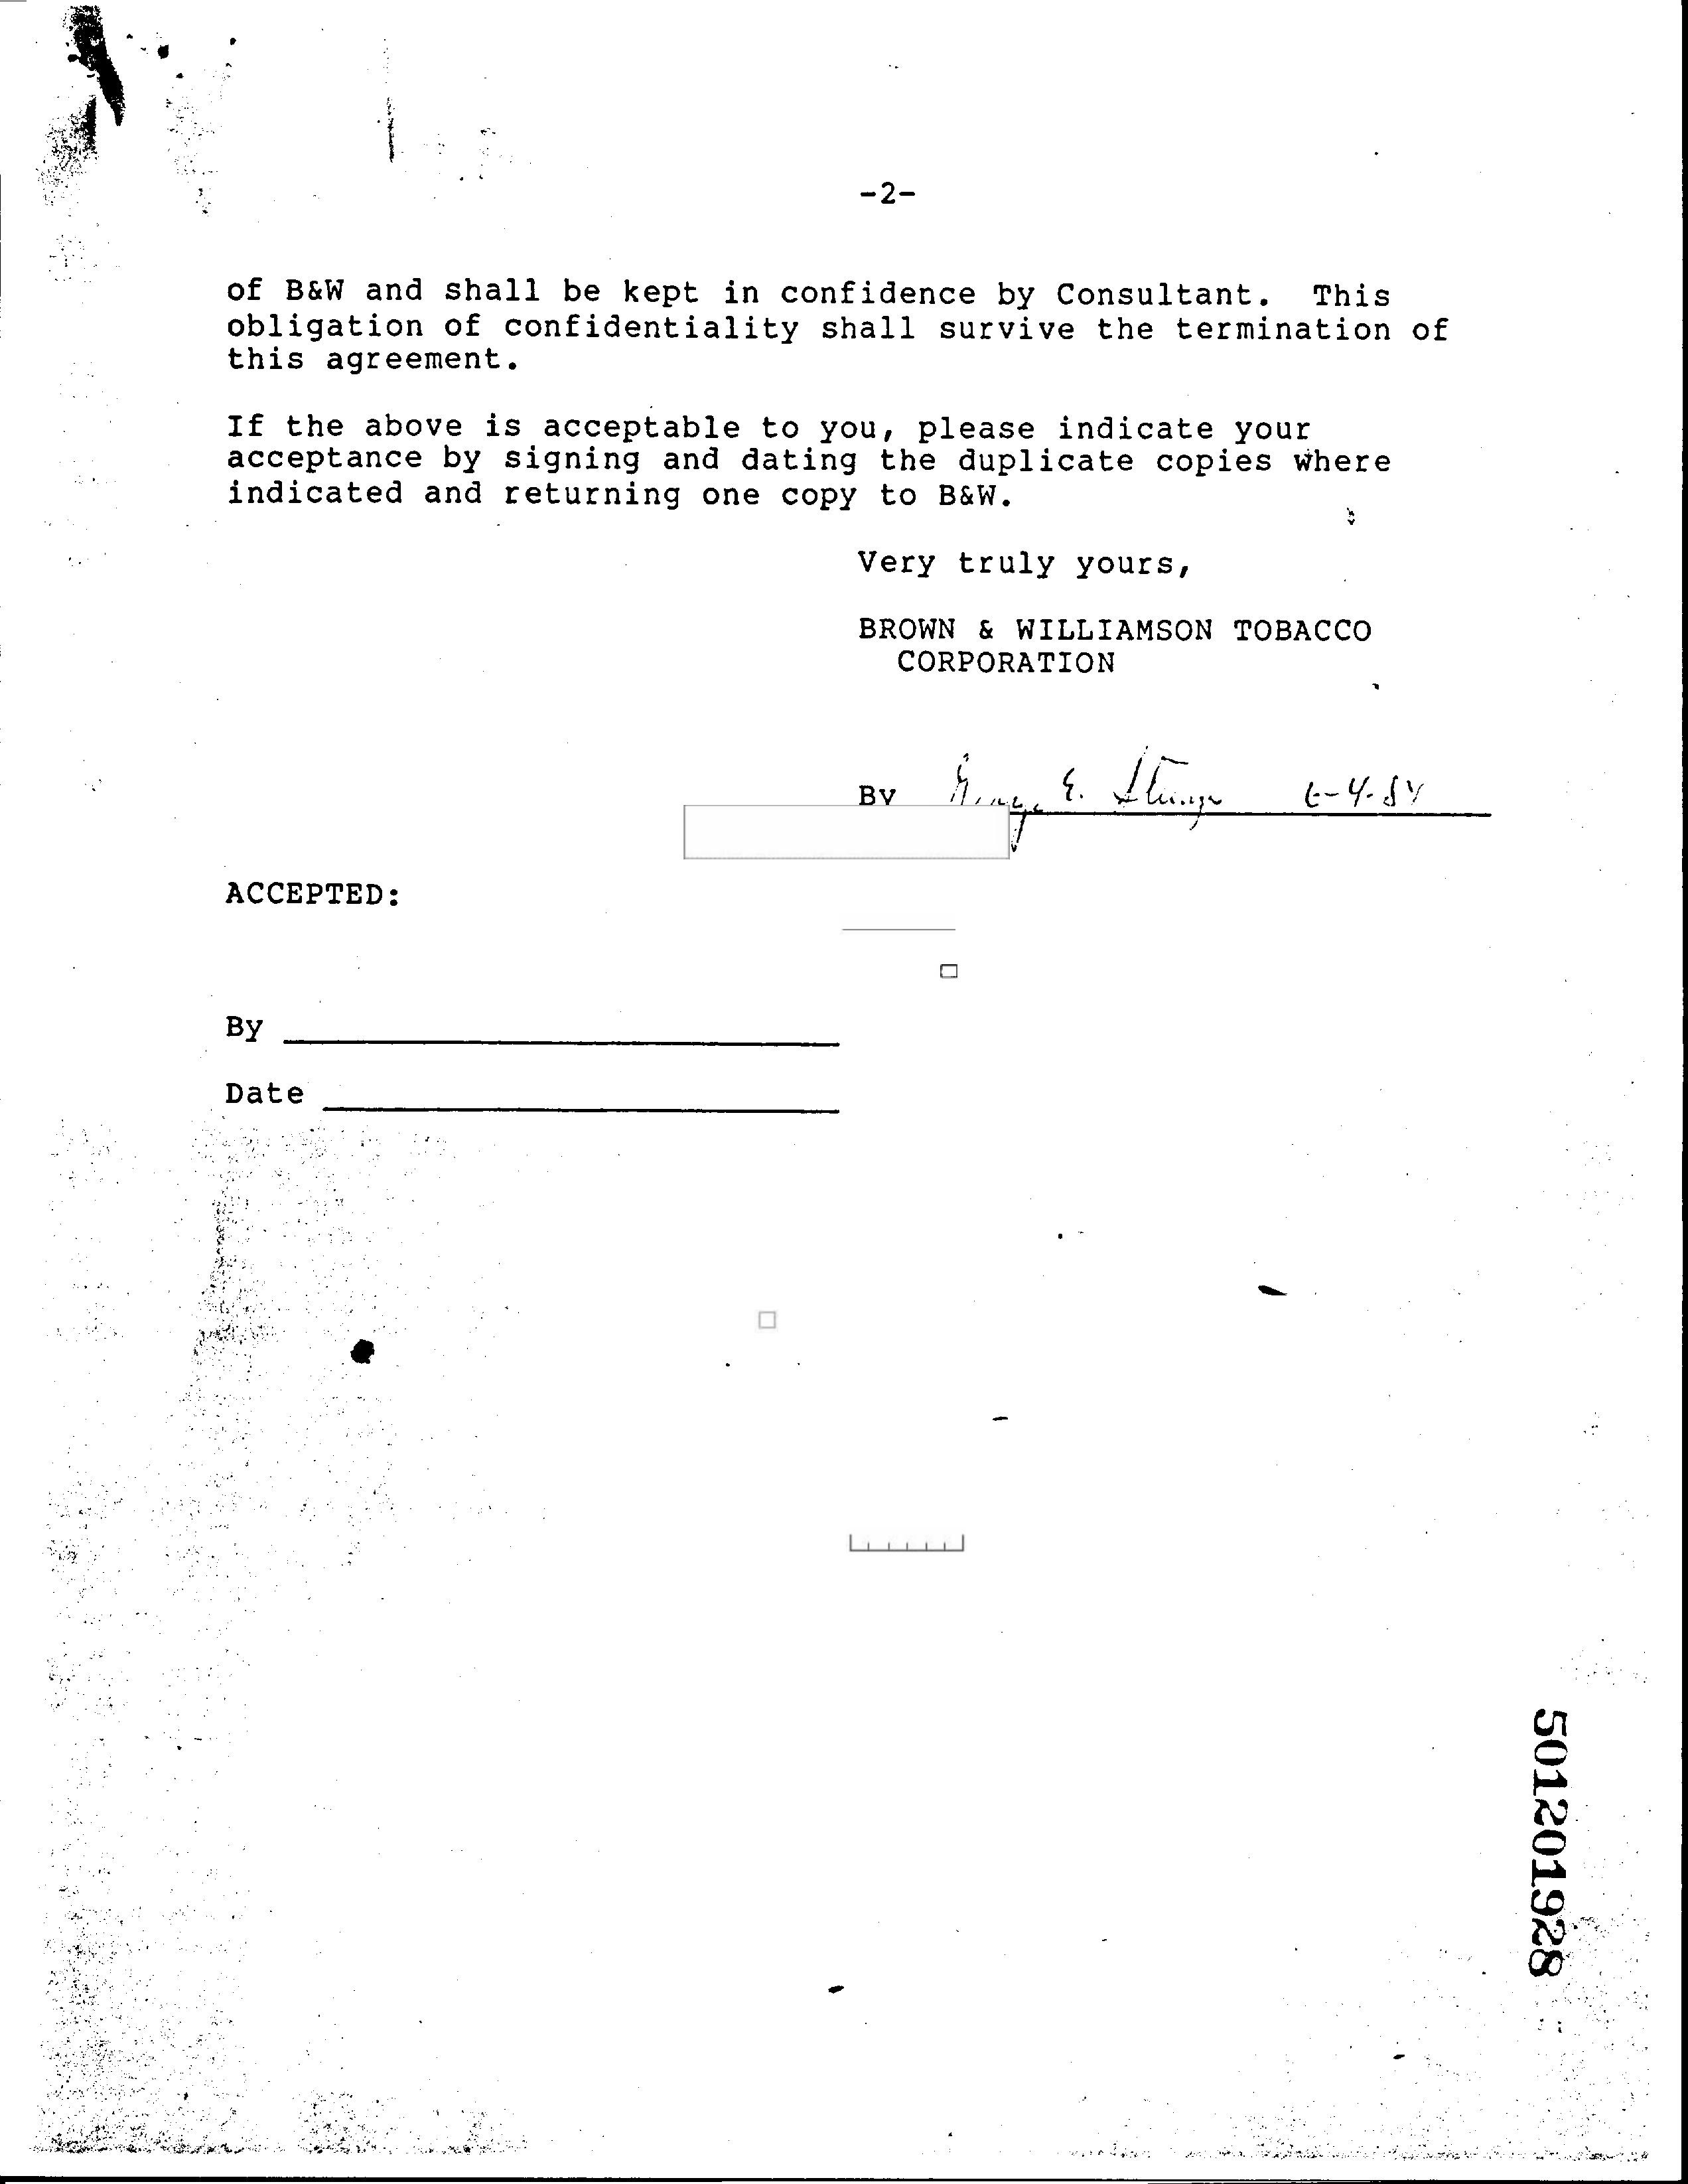 -2-
of B&W and shall be kept in confidence by Consultant. This
obligation of confidentiality shall survive the termination of
this agreement.
If the above is acceptable to you, please indicate your
acceptance by signing and dating the duplicate copies where
indicated and returning one copy to B&W.
Very truly yours,
BROWN & WILLIAMSON TOBACCO
CORPORATION
By E. 6-4-84
ACCEPTED:
By
Date
501201928